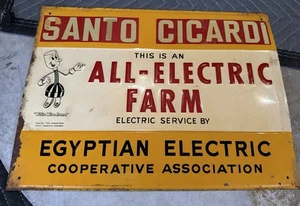 SANTO CICARDI
THIS IS AN
ALL-ELECTRIC
FARM
ELECTRIC SERVICE BY
EGYPTIAN ELECTRIC
COOPERATIVE ASSOCIATION